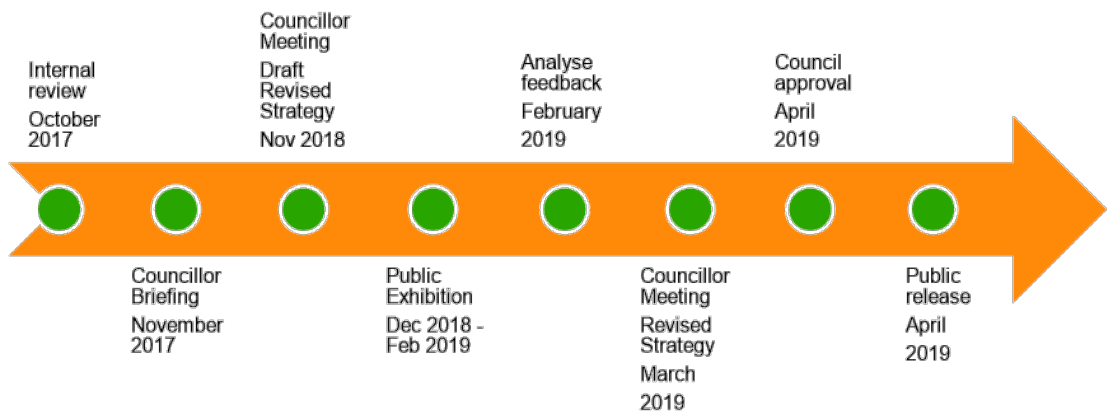 Internal
review
October
2017
Councillor
Briefing
November
2017
Councillor
Meeting
Draft
Revised
Strategy
Nov 2018
Public
Exhibition
Dec 2018 -
Feb 2019
Analyse
feedback
February
2019
Councillor
Meeting
Revised
Strategy
March
2019
Council
approval
April
2019
Public
release
April
2019